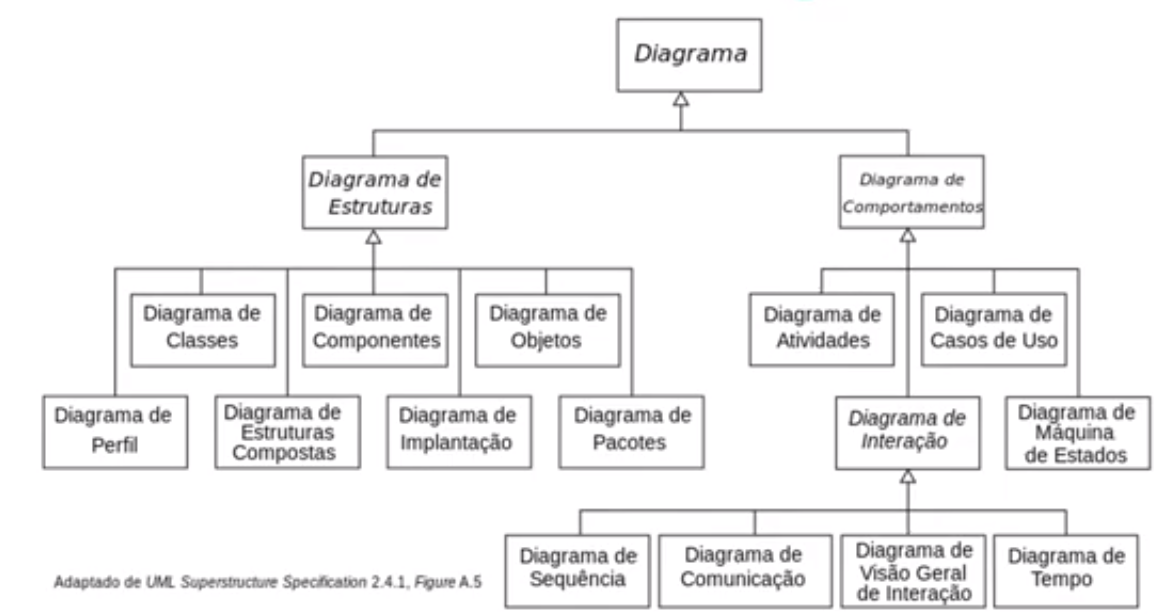 Diagrama
Diagrama de
Estruturas
Diagrama de
Comportamentos
Diagrama de
Classes
Diagrama de
Componentes
Diagrama de
Objetos
Diagrama de
Atividades
Diagrama de
Casos de Uso
Diagrama de
Perfil
Diagrama de
Estruturas
Compostas
Diagrama de
Implantação
Diagrama de
Pacotes
Diagrama de
Interação
Diagrama de
Máquina
de Estados
Diagrama de
Sequência
Diagrama de
Comunicação
Diagrama de
Visão Geral
de Interação
Diagrama de
Tempo
Adaptado de UML Superstructure Specification 2.4.1, Figure A.5